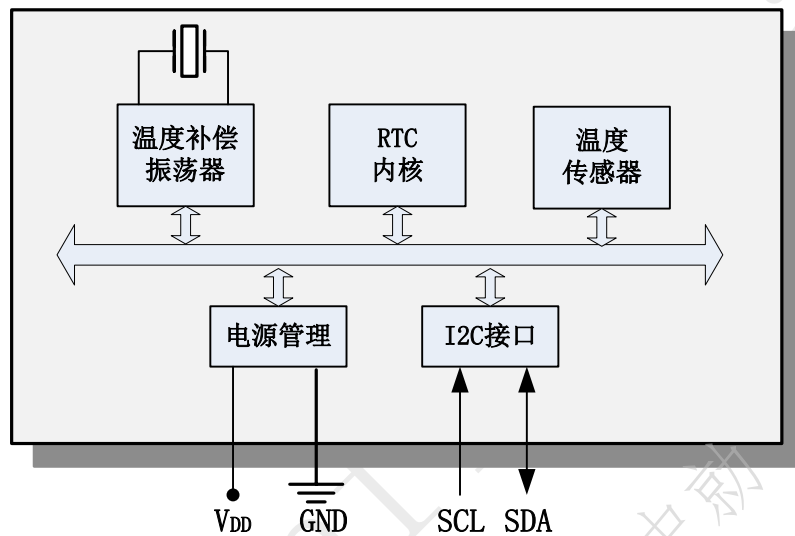 温度补偿
振荡器
RTC
内核
温度
传感器
电源管理
I2C接口
VDD
GND
SCL
SDA